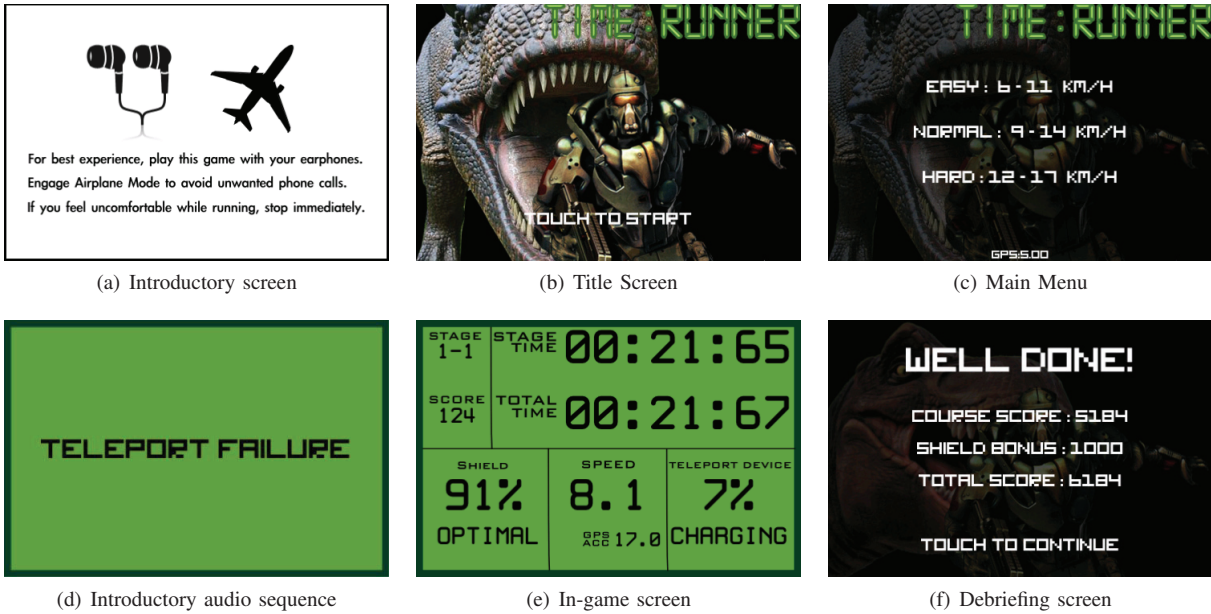 For best experience, play this game with your earphones.
Engage Airplane Mode to avoid unwanted phone calls.
If you feel uncomfortable while running, stop immediately.
(a) Introductory screen
TIME:RUNNER
TOUCH TO START
(b) Title Screen
TIME:RUNNER
EASY: 6-11 KM/H
NORMAL: 9-14 KM/H
HARD:12-17 KM/H
GPS:5.00
(c) Main Menu
TELEPORT FAILURE
(d) Introductory audio sequence
STAGE
1-1
STAGE TIME 00:21:65
SCORE
124
TOTAL TIME 00:21:67
SHIELD
91%
OPTIMAL
SPEED
8.1
GPS ACC 17.0
TELEPORT DEVICE
7%
CHARGING
(e) In-game screen
WELL DONE!
COURSE SCORE:5184
SHIELD BONUS:1000
TOTAL SCORE:6184
TOUCH TO CONTINUE
(f) Debriefing screen